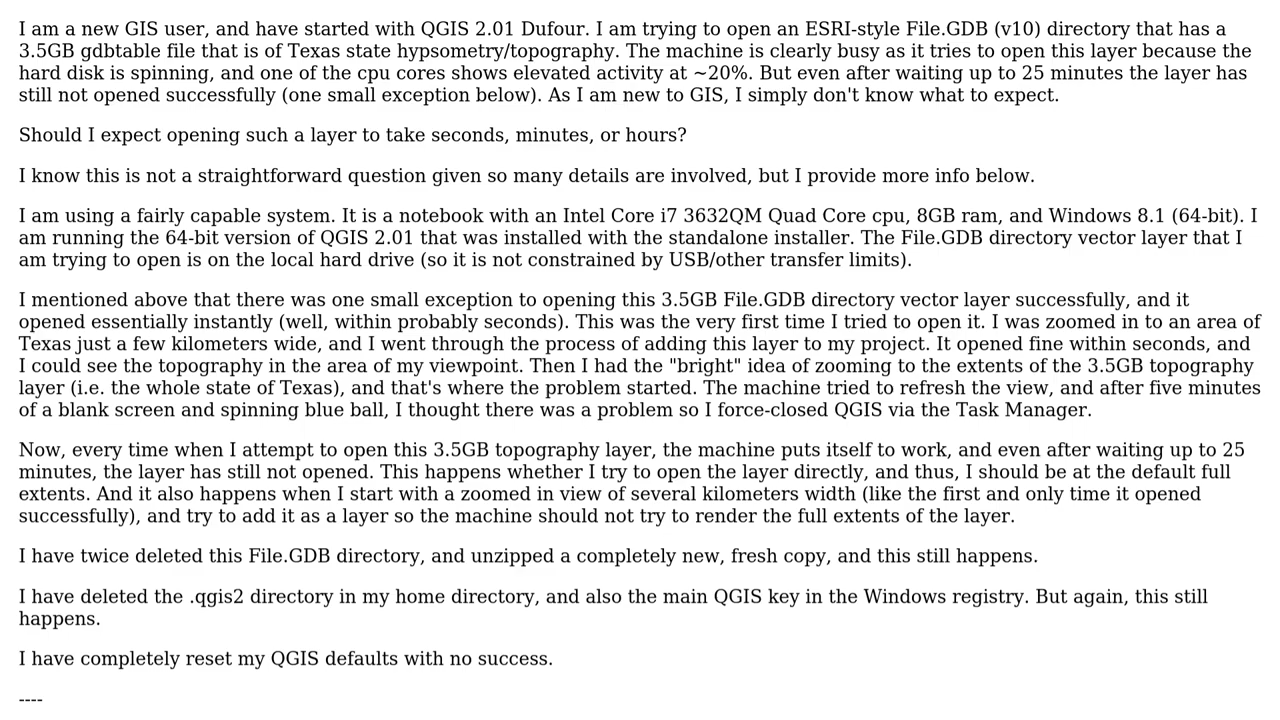 I am a new GIS user, and have started with QGIS 2.01 Dufour. I am trying to open an ESRI-style File.GDB (v10) directory that has a
3.5GB gdbtable file that is of Texas state hypsometry/topography. The machine is clearly busy as it tries to open this layer because the
hard disk is spinning, and one of the cpu cores shows elevated activity at ~20%. But even after waiting up to 25 minutes the layer has
still not opened successfully (one small exception below). As I am new to GIS, I simply don't know what to expect.
Should I expect opening such a layer to take seconds, minutes, or hours?
I know this is not a straightforward question given so many details are involved, but I provide more info below.
I am using a fairly capable system. It is a notebook with an Intel Core i7 3632QM Quad Core cpu, 8GB ram, and Windows 8.1 (64-bit). I
am running the 64-bit version of QGIS 2.01 that was installed with the standalone installer. The File.GDB directory vector layer that I
am trying to open is on the local hard drive (so it is not constrained by USB/other transfer limits).
I mentioned above that there was one small exception to opening this 3.5GB File.GDB directory vector layer successfully, and it
opened essentially instantly (well, within probably seconds). This was the very first time I tried to open it. I was zoomed in to an area of
Texas just a few kilometers wide, and I went through the process of adding this layer to my project. It opened fine within seconds, and
I could see the topography in the area of my viewpoint. Then I had the "bright" idea of zooming to the extents of the 3.5GB topography
layer (i.e. the whole state of Texas), and that's where the problem started. The machine tried to refresh the view, and after five minutes
of a blank screen and spinning blue ball, I thought there was a problem so I force-closed QGIS via the Task Manager.
Now, every time when I attempt to open this 3.5GB topography layer, the machine puts itself to work, and even after waiting up to 25
minutes, the layer has still not opened. This happens whether I try to open the layer directly, and thus, I should be at the default full
extents. And it also happens when I start with a zoomed in view of several kilometers width (like the first and only time it opened
successfully), and try to add it as a layer so the machine should not try to render the full extents of the layer.
I have twice deleted this File.GDB directory, and unzipped a completely new, fresh copy, and this still happens.
I have deleted the .qgis2 directory in my home directory, and also the main QGIS key in the Windows registry. But again, this still
happens.
I have completely reset my QGIS defaults with no success.
----